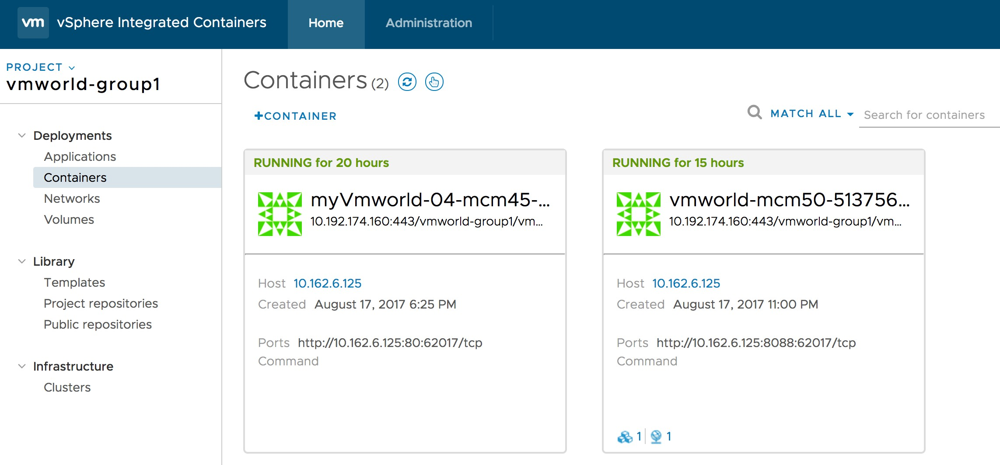 vm vSphere Integrated Containers Home Administration
PROJECT
vmworld-group1
Deployments
Applications
Containers
Networks
Volumes
Library
Templates
Project repositories
Public repositories
Infrastructure
Clusters
Containers (2)
+CONTAINER
MATCH ALL Search for containers
RUNNING for 20 hours
myVmworld-04-mcm45-...
10.192.174.160:443/vmworld-group1/vm...
Host 10.162.6.125
Created August 17, 2017 6:25 PM
Ports http://10.162.6.125:80:62017/tcp
Command
RUNNING for 15 hours
vmworld-mcm50-513756...
10.192.174.160:443/vmworld-group1/vm...
Host 10.162.6.125
Created August 17, 2017 11:00 PM
Ports http://10.162.6.125:8088:62017/tcp
Command
1 1